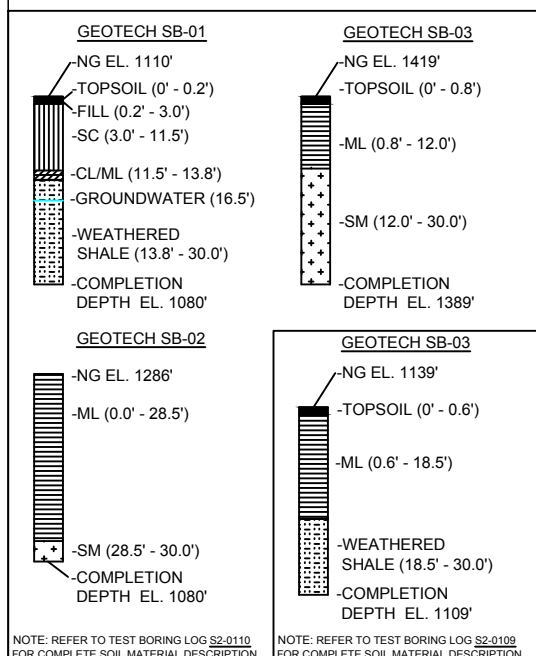 GEOTECH SB-01
NG EL. 1110'
-TOPSOIL (0' - 0.2')
-FILL (0.2' - 3.0')
-SC (3.0' - 11.5')
-CL/ML (11.5' - 13.8')
-GROUNDWATER (16.5')
-WEATHERED
SHALE (13.8' - 30.0')
-COMPLETION
DEPTH EL. 1080'
GEOTECH SB-03
NG EL. 1419'
-TOPSOIL (0' - 0.8')
-ML (0.8' - 12.0')
-SM (12.0' - 30.0')
-COMPLETION
DEPTH EL. 1389'
GEOTECH SB-02
-NG EL. 1286'
-ML (0.0' - 28.5')
-SM (28.5' - 30.0')
-COMPLETION
DEPTH EL. 1080'
NOTE: REFER TO TEST BORING LOG S2-0110
FOR COMPLETE SOIL MATERIAL DESCRIPTION
GEOTECH SB-03
-NG EL. 1139'
-TOPSOIL (0' - 0.6')
-ML (0.6' - 18.5')
-WEATHERED
SHALE (18.5' - 30.0')
-COMPLETION
DEPTH EL. 1109'
NOTE: REFER TO TEST BORING LOG S2-0109
FOR COMPLETE SOIL MATERIAL DESCRIPTION